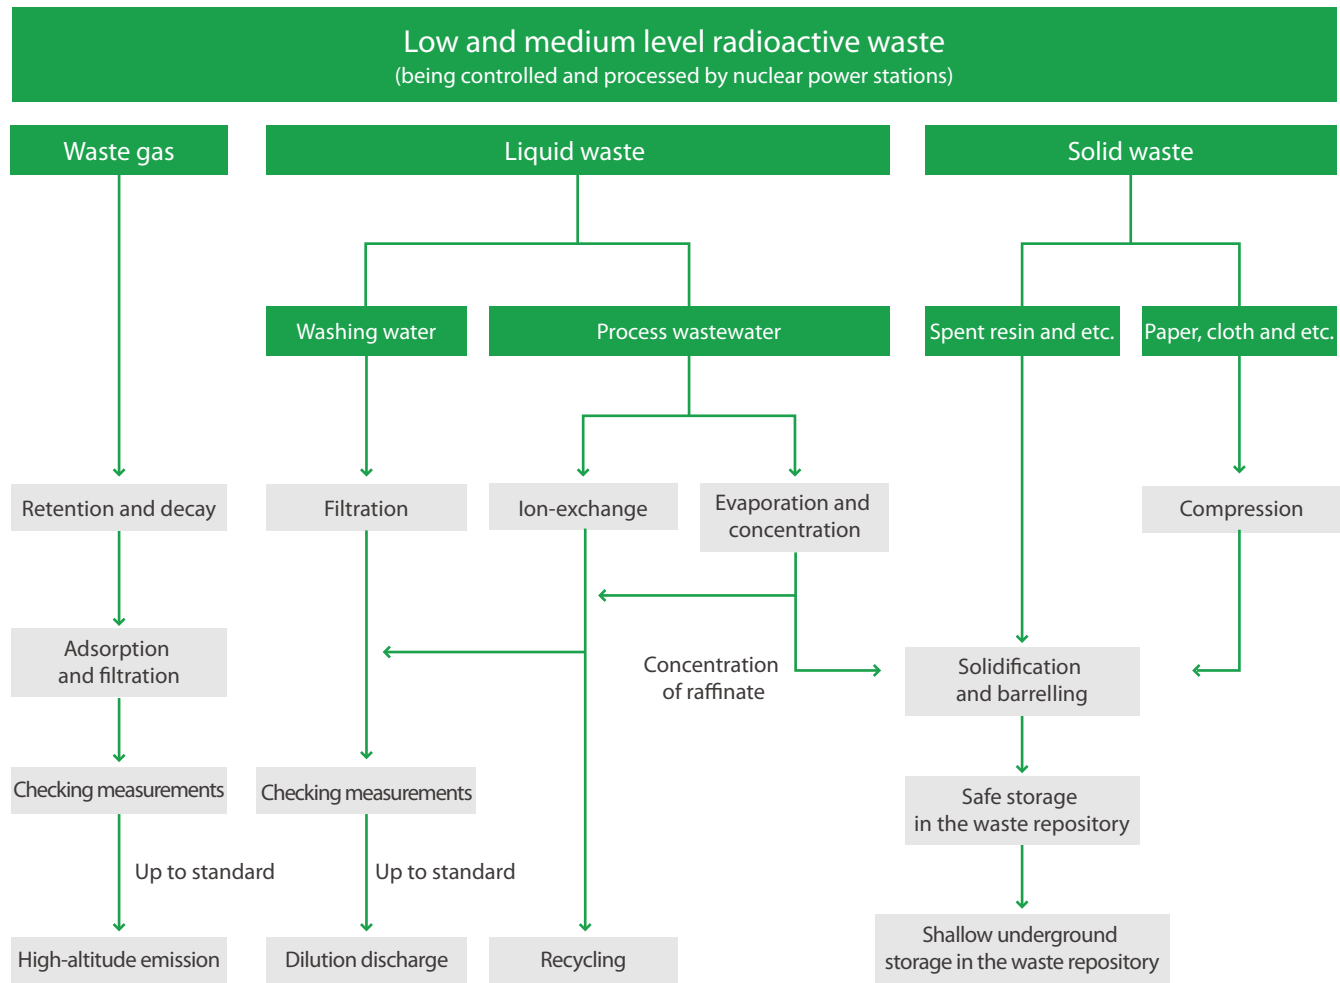 Low and medium level radioactive waste
(being controlled and processed by nuclear power stations)
Waste gas
Liquid waste
Solid waste
Washing water
Process wastewater
Spent resin and etc.
Paper, cloth and etc.
Retention and decay
Filtration
Ion-exchange
Evaporation and
concentration
Compression
Adsorption
and filtration
Concentration
of raffinate
Solidification
and barrelling
Checking measurements
Checking measurements
Safe storage
in the waste repository
Up to standard
Up to standard
High-altitude emission
Dilution discharge
Recycling
Shallow underground
storage in the waste repository